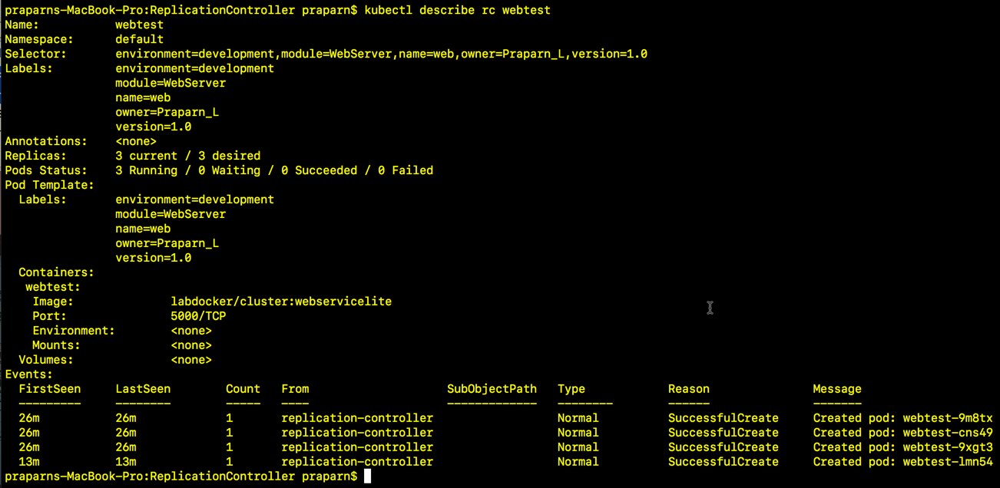 praparns-MacBook-Pro:ReplicationController praparn$ kubectl describe rc webtest
Name: webtest
Namespace: default
Selector: environment=development,module=WebServer,name=web,owner=Praparn_L,version=1.0
Labels: environment=development
module=WebServer
name=web
owner=Praparn_L
version=1.0
Annotations: <none>
Replicas: 3 current / 3 desired
Pods Status: 3 Running / 0 Waiting / 0 Succeeded / 0 Failed
Pod Template:
Labels: environment=development
module=WebServer
name=web
owner=Praparn_L
version=1.0
Containers:
webtest:
Image: labdocker/cluster:webservicelite
Port: 5000/TCP
Environment: <none>
Mounts: <none>
Volumes: <none>
Events:
FirstSeen LastSeen Count From SubObjectPath Type Reason Message
--------- -------- ----- ---- ------------- -------- ------ -------
26m 26m 1 replication-controller Normal SuccessfulCreate Created pod: webtest-9m8tx
26m 26m 1 replication-controller Normal SuccessfulCreate Created pod: webtest-cns49
26m 26m 1 replication-controller Normal SuccessfulCreate Created pod: webtest-9xgt3
13m 13m 1 replication-controller Normal SuccessfulCreate Created pod: webtest-lmn54
praparns-MacBook-Pro:ReplicationController praparn$